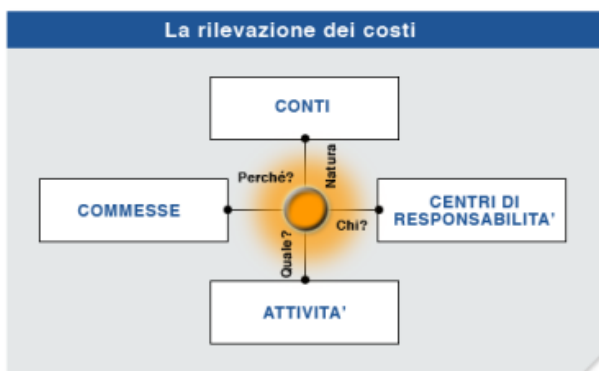 La rilevazione dei costi
CONTI
Perché?
Natura
COMMESSE
Chi?
CENTRI DI
RESPONSABILITA'
Quale?
ATTIVITA'